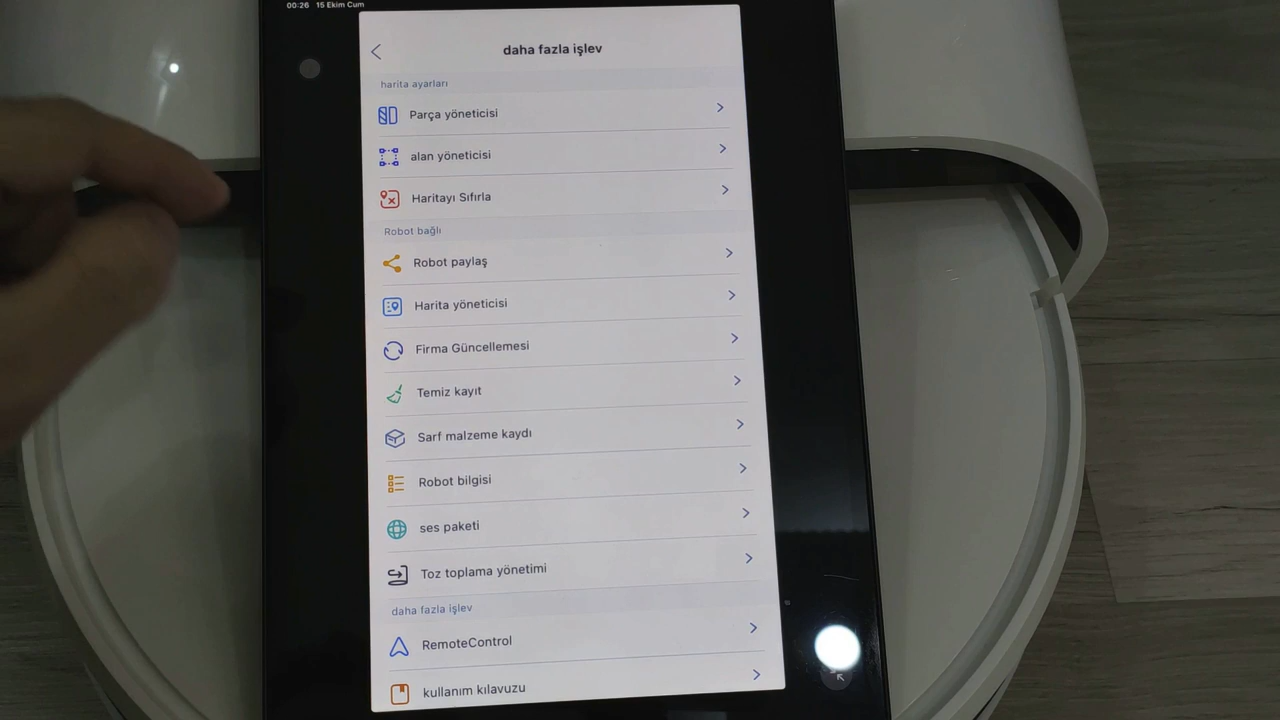 00:26 15 Ekim Cum
daha fazla işlev
harita ayarları
Parça yöneticisi
alan yöneticisi
Haritayı Sıfırla
Robot bağlı
Robot paylaş
Harita yöneticisi
Firma Güncellemesi
Temiz kayıt
Sarf malzeme kaydı
Robot bilgisi
ses paketi
Toz toplama yönetimi
daha fazla işlev
RemoteControl
kullanım kılavuzu